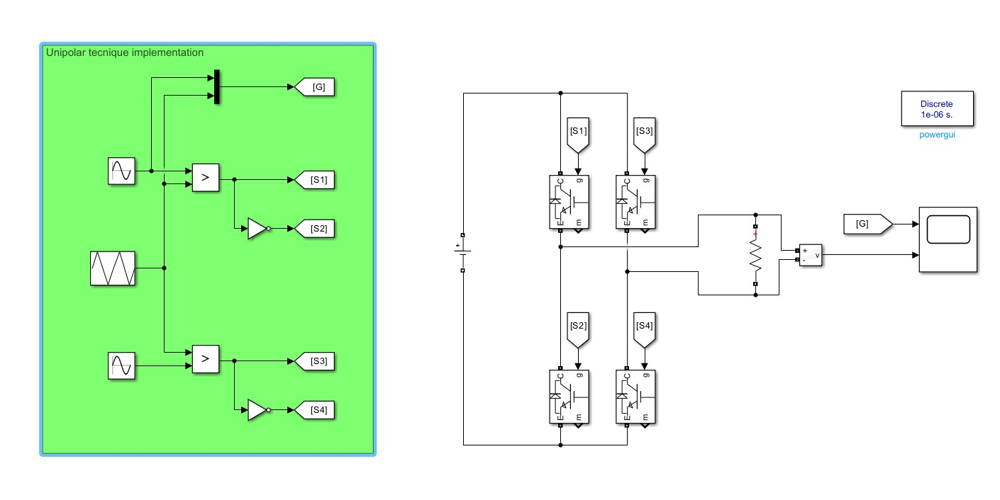 Unipolar tecnique implementation
[G]
>
[S1]
[S2]
>
[S3]
[S4]
[S1]
[S3]
C
g
E
m
C
g
E
m
+
[S2]
[S4]
C
g
E
m
C
g
E
m
+
+
-
v
[G]
Discrete
1e-06 s.
powergui